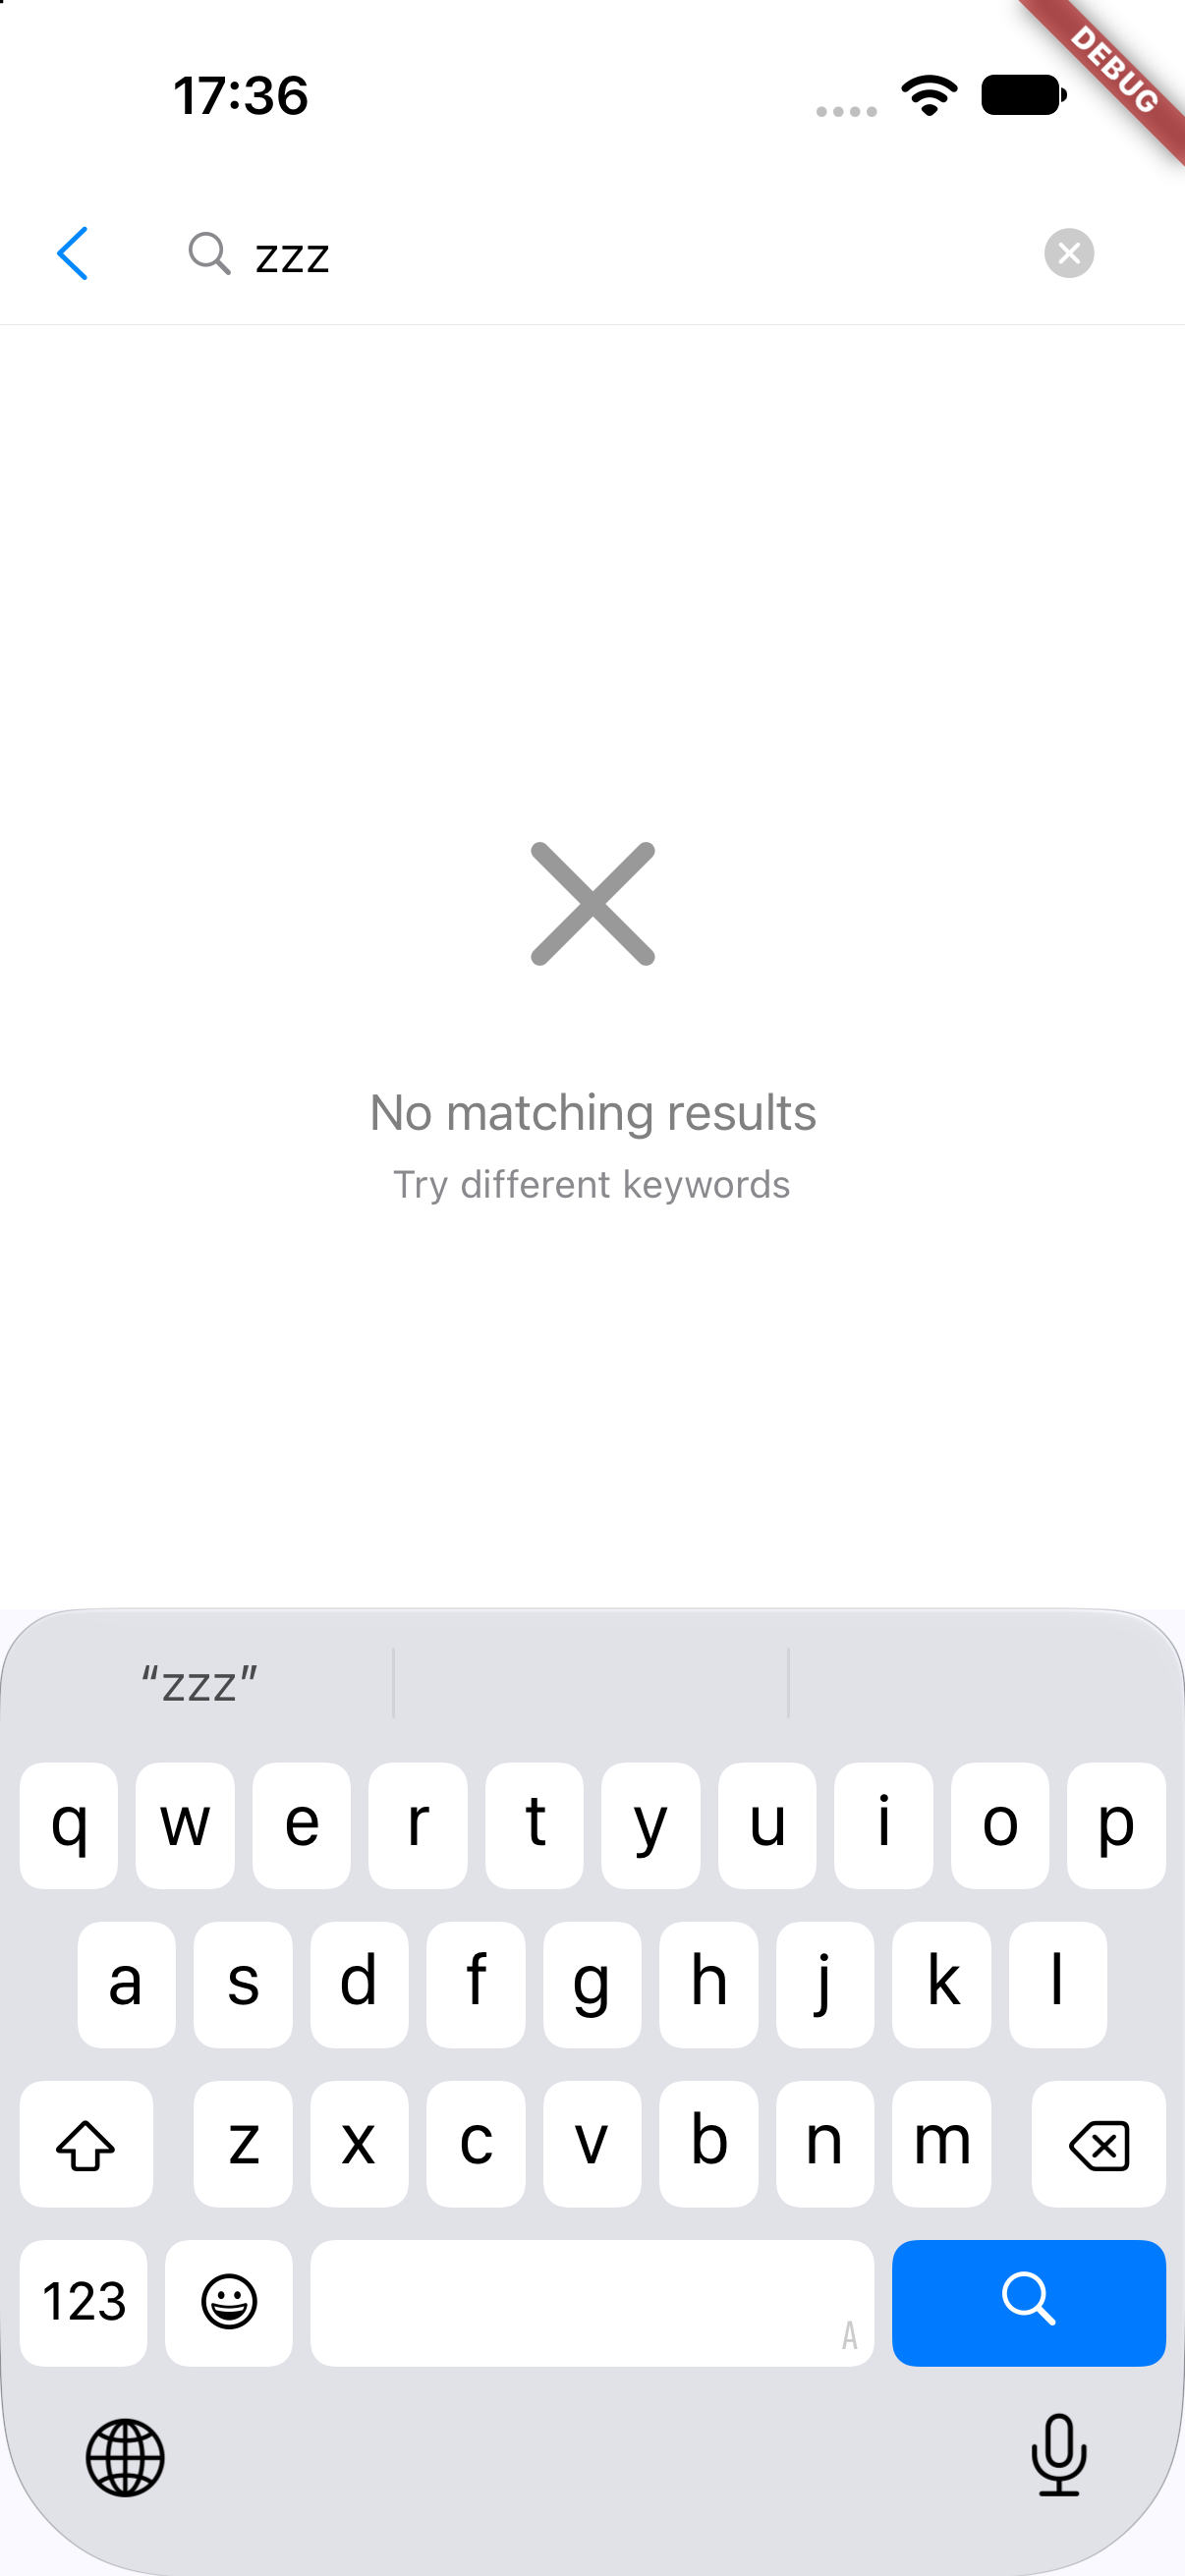 17:36
DEBUG
zzz
No matching results
Try different keywords
“zzz”
q w e r t y u i o p
a s d f g h j k l
z x c v b n m
123
A